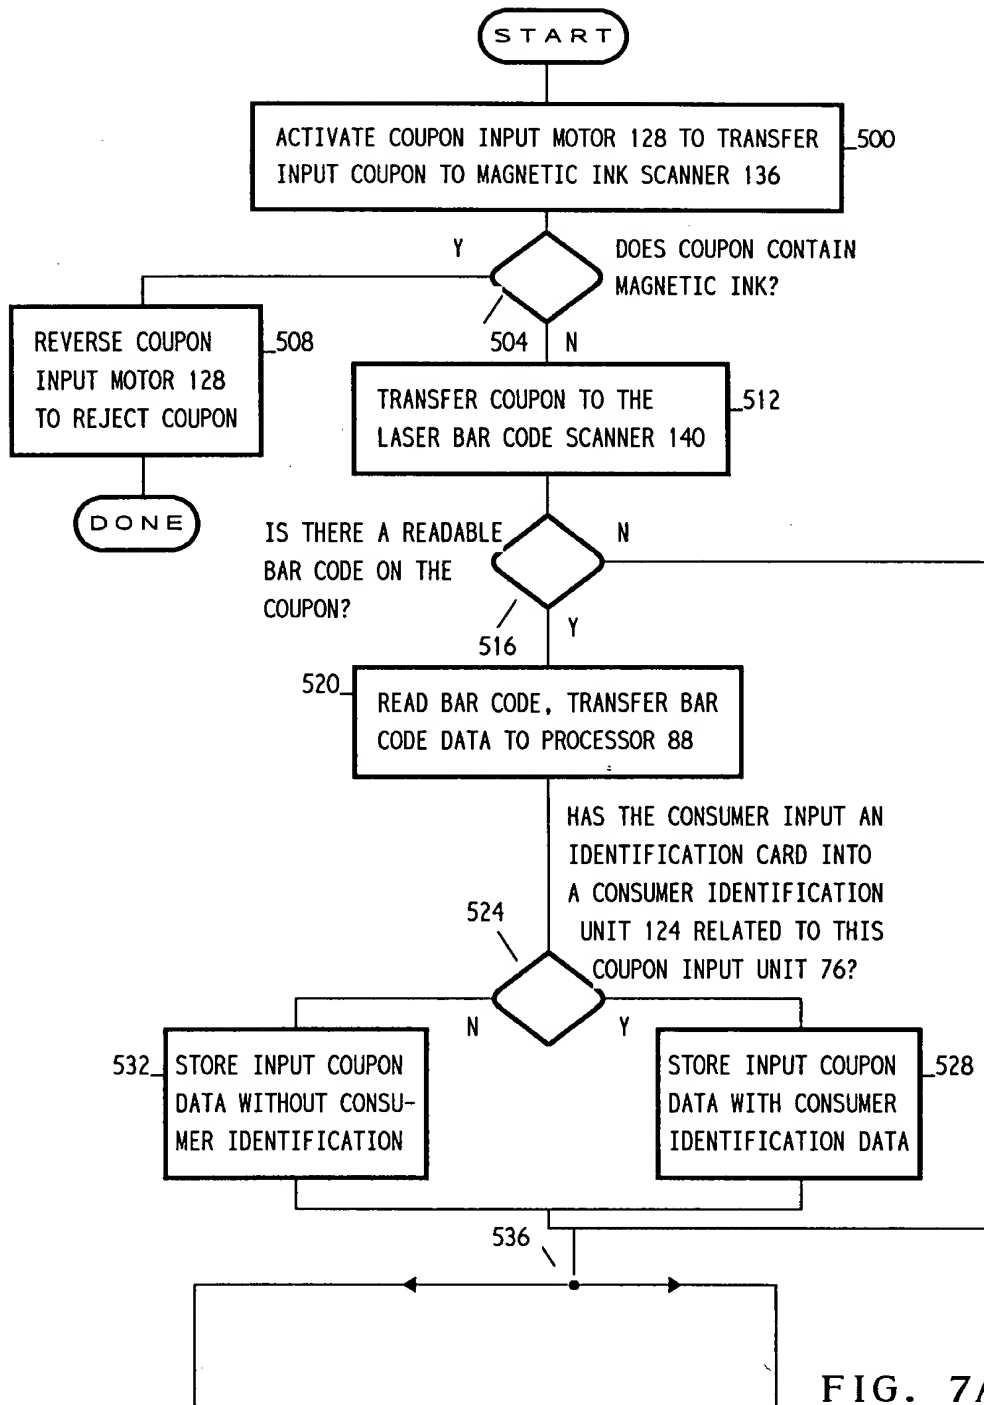 START
ACTIVATE COUPON INPUT MOTOR 128 TO TRANSFER
INPUT COUPON TO MAGNETIC INK SCANNER 136
500
Y
DOES COUPON CONTAIN
MAGNETIC INK?
504
N
REVERSE COUPON
INPUT MOTOR 128
TO REJECT COUPON
508
DONE
TRANSFER COUPON TO THE
LASER BAR CODE SCANNER 140
512
IS THERE A READABLE
BAR CODE ON THE
COUPON?
N
516
Y
520
READ BAR CODE, TRANSFER BAR
CODE DATA TO PROCESSOR 88
HAS THE CONSUMER INPUT AN
IDENTIFICATION CARD INTO
A CONSUMER IDENTIFICATION
UNIT 124 RELATED TO THIS
COUPON INPUT UNIT 76?
524
N
Y
532
STORE INPUT COUPON
DATA WITHOUT CONSU-
MER IDENTIFICATION
STORE INPUT COUPON
DATA WITH CONSUMER
IDENTIFICATION DATA
528
536
FIG. 7A